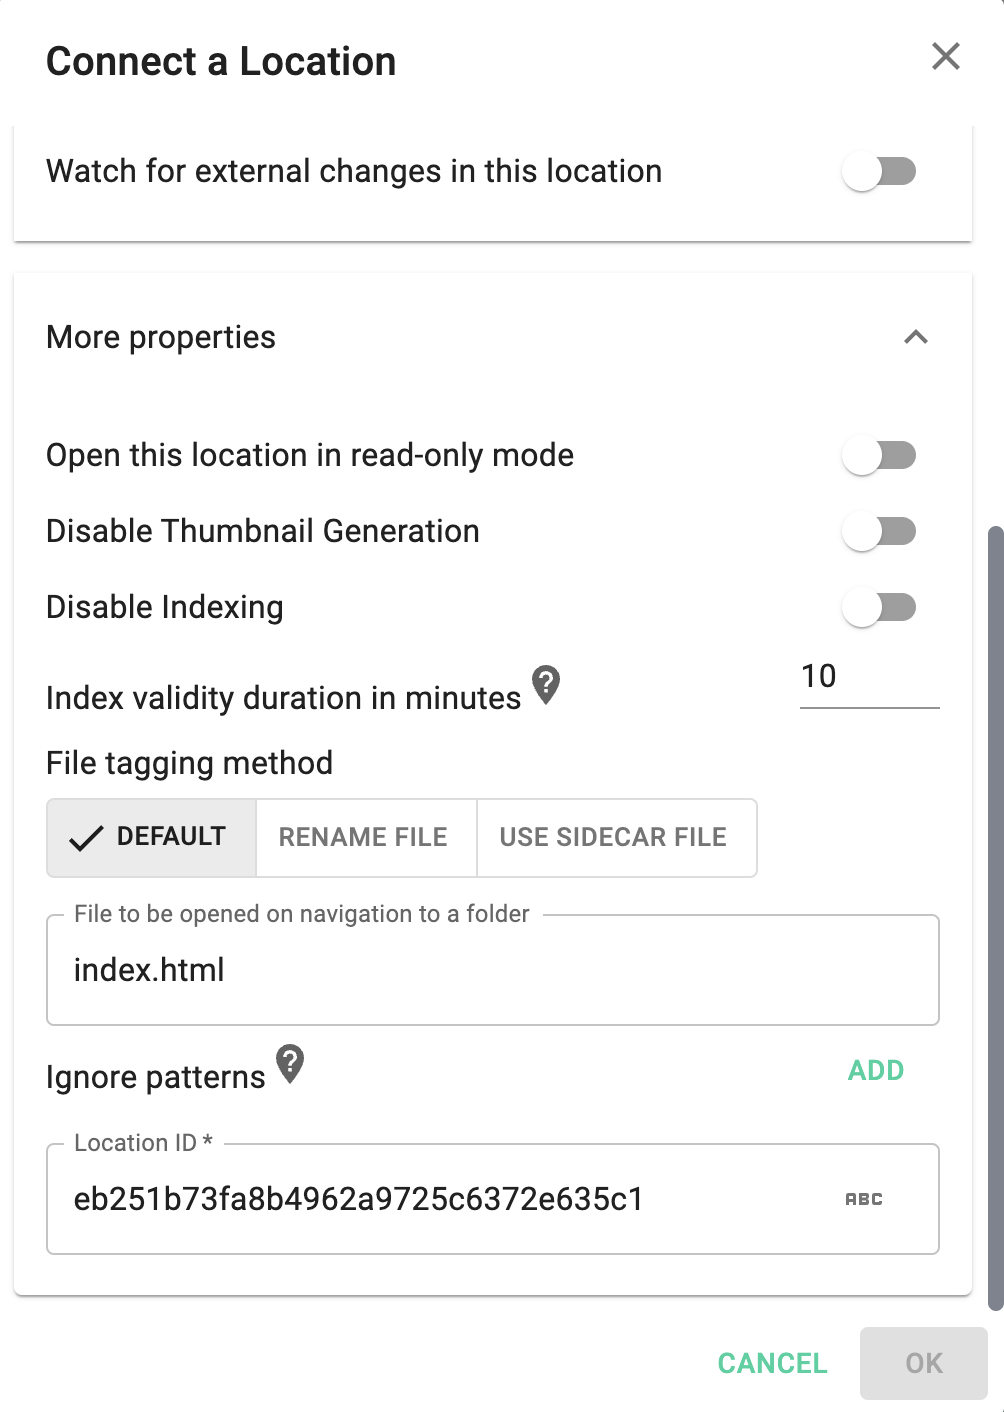 Connect a Location
Watch for external changes in this location
More properties
Open this location in read-only mode
Disable Thumbnail Generation
Disable Indexing
Index validity duration in minutes ?
10
File tagging method
DEFAULT RENAME FILE USE SIDECAR FILE
File to be opened on navigation to a folder
index.html
Ignore patterns ? ADD
Location ID *
eb251b73fa8b4962a9725c6372e635c1 ABC
CANCEL OK